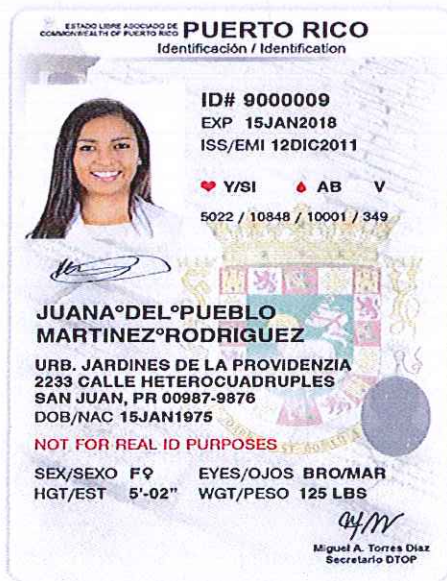 ESTADO LIBRE ASOCIADO DE
COMMONWEALTH OF PUERTO RICO
PUERTO RICO
Identificación / Identification
ID# 9000009
EXP 15JAN2018
ISS/EMI 12DIC2011
Y/SI AB V
5022 / 10848 / 10001 / 349
JUANA°DEL°PUEBLO
MARTINEZ°RODRIGUEZ
URB. JARDINES DE LA PROVIDENZIA
2233 CALLE HETEROCUADRUPLES
SAN JUAN, PR 00987-9876
DOB/NAC 15JAN1975
NOT FOR REAL ID PURPOSES
SEX/SEXO F♀ EYES/OJOS BRO/MAR
HGT/EST 5'-02" WGT/PESO 125 LBS
Miguel A. Torres Díaz
Secretario DTOP